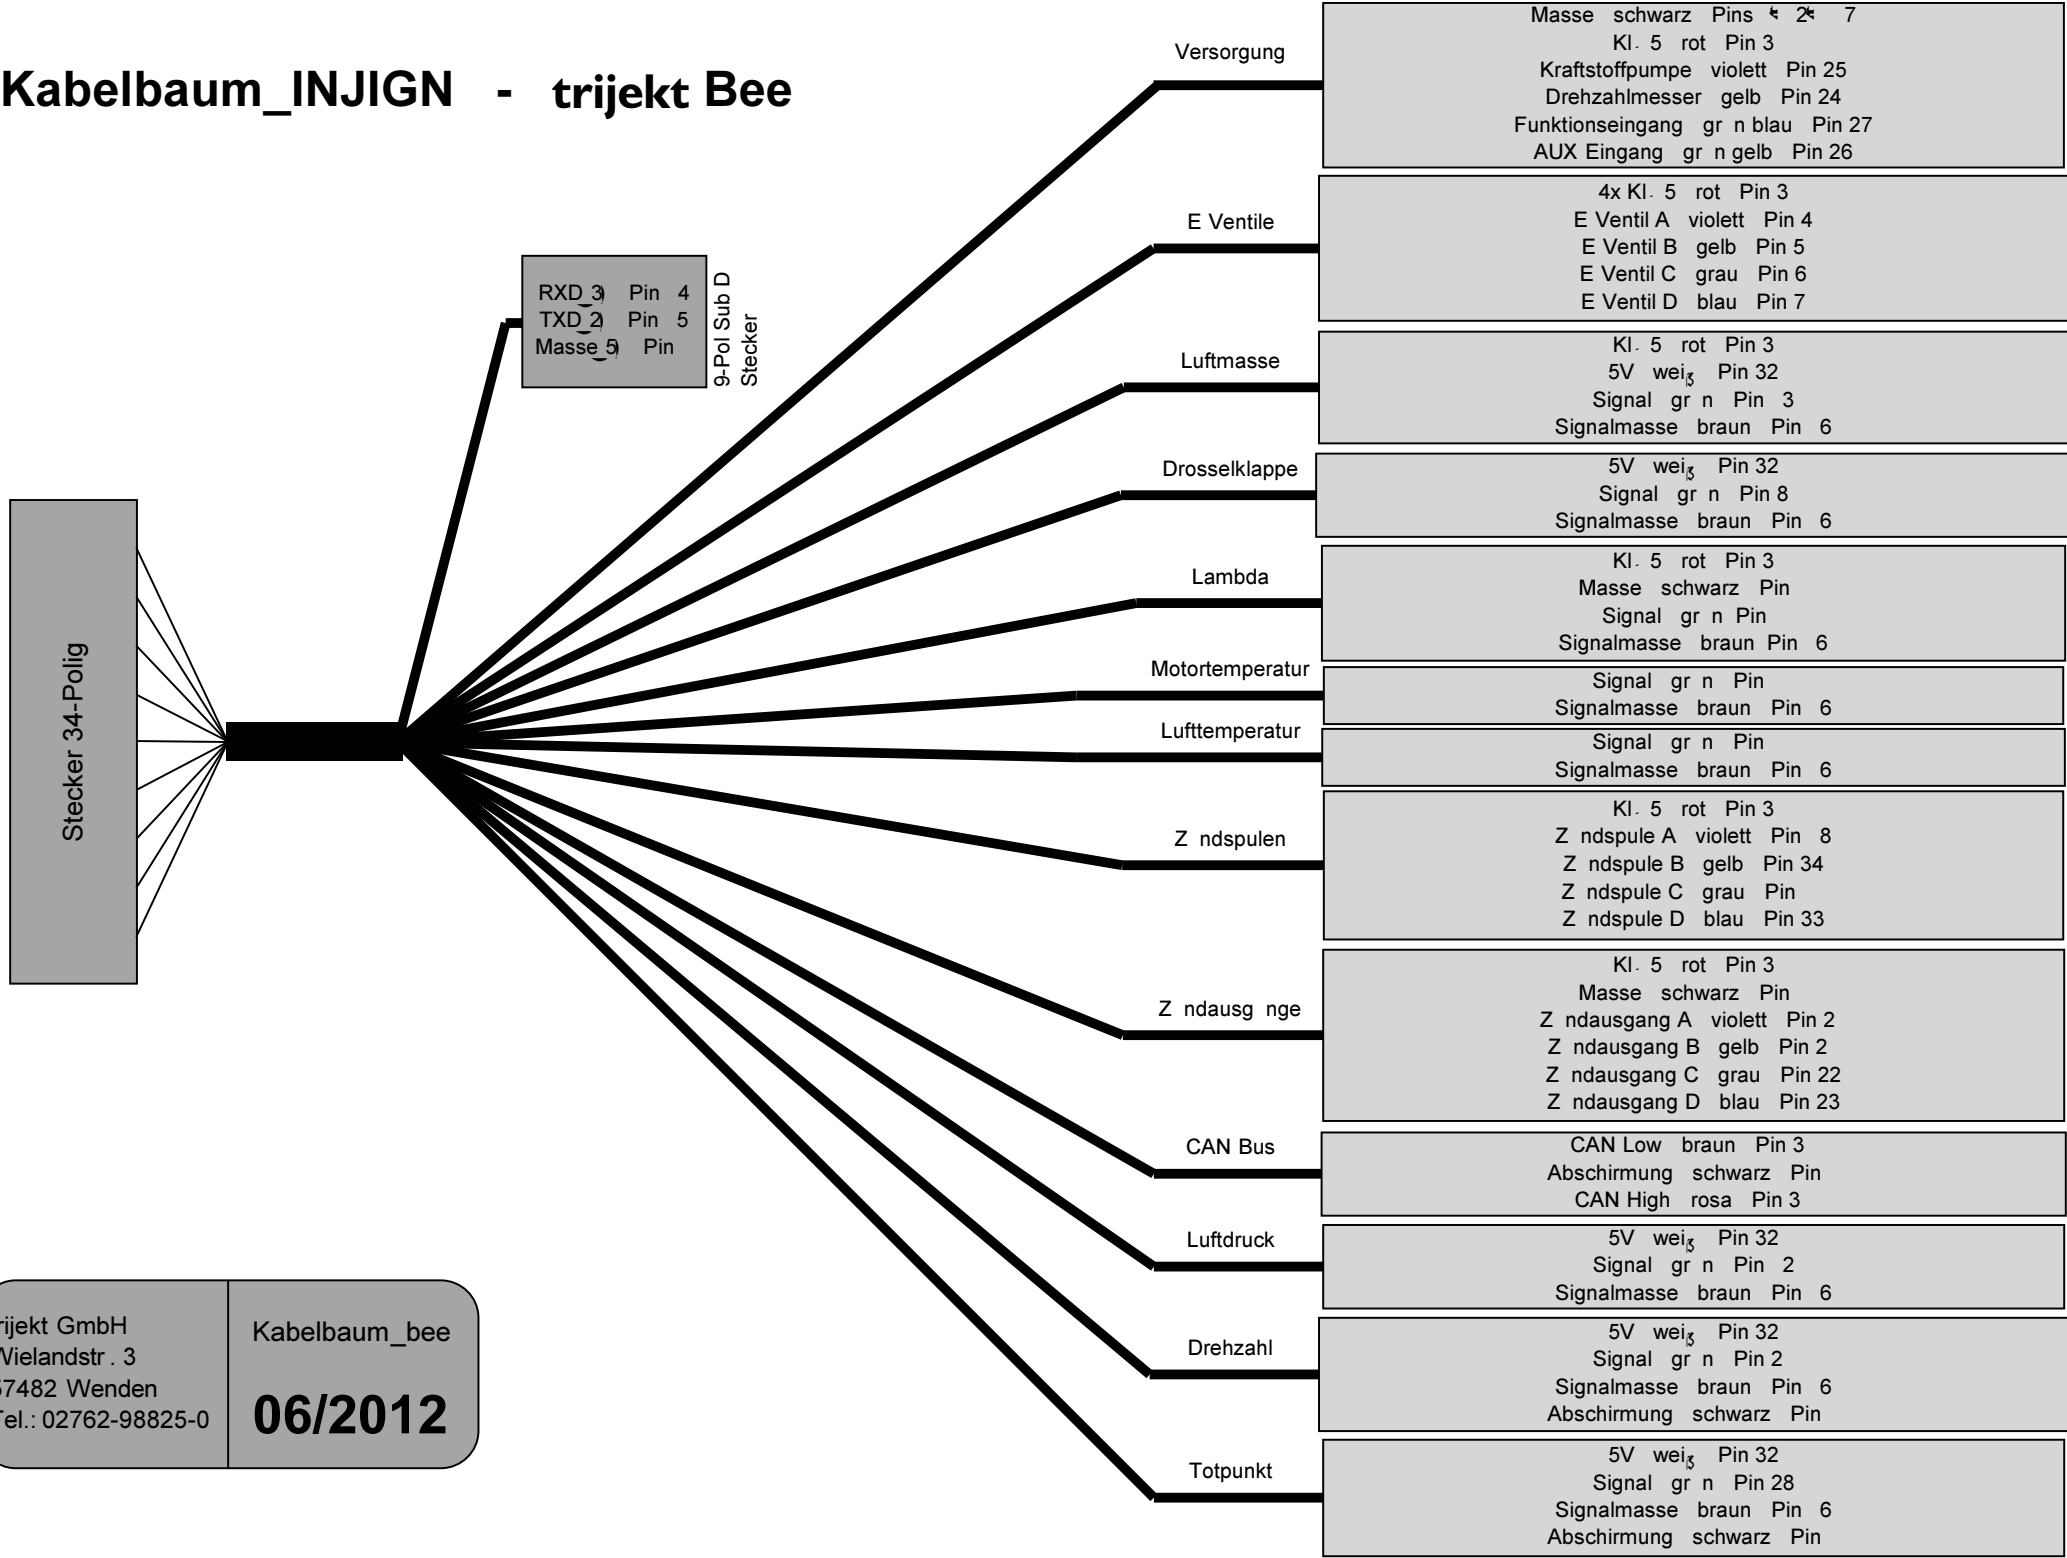 Kabelbaum_INJIGN - trijekt Bee
Versorgung
Masse schwarz Pins 2 7
Kl. 5 rot Pin 3
Kraftstoffpumpe violett Pin 25
Drehzahlmesser gelb Pin 24
Funktionseingang gr n blau Pin 27
AUX Eingang gr n gelb Pin 26
E Ventile
4x Kl. 5 rot Pin 3
E Ventil A violett Pin 4
E Ventil B gelb Pin 5
E Ventil C grau Pin 6
E Ventil D blau Pin 7
RXD_3) Pin 4
TXD_2) Pin 5
Masse_5) Pin
9-Pol Sub D
Stecker
Luftmasse
Kl. 5 rot Pin 3
5V weiß Pin 32
Signal gr n Pin 3
Signalmasse braun Pin 6
Drosselklappe
5V weiß Pin 32
Signal gr n Pin 8
Signalmasse braun Pin 6
Lambda
Kl. 5 rot Pin 3
Masse schwarz Pin
Signal gr n Pin
Signalmasse braun Pin 6
Stecker 34-Polig
Motortemperatur
Signal gr n Pin
Signalmasse braun Pin 6
Lufttemperatur
Signal gr n Pin
Signalmasse braun Pin 6
Z ndspulen
Kl. 5 rot Pin 3
Z ndspule A violett Pin 8
Z ndspule B gelb Pin 34
Z ndspule C grau Pin
Z ndspule D blau Pin 33
Z ndausg nge
Kl. 5 rot Pin 3
Masse schwarz Pin
Z ndausgang A violett Pin 2
Z ndausgang B gelb Pin 2
Z ndausgang C grau Pin 22
Z ndausgang D blau Pin 23
CAN Bus
CAN Low braun Pin 3
Abschirmung schwarz Pin
CAN High rosa Pin 3
Luftdruck
5V weiß Pin 32
Signal gr n Pin 2
Signalmasse braun Pin 6
Drehzahl
5V weiß Pin 32
Signal gr n Pin 2
Signalmasse braun Pin 6
Abschirmung schwarz Pin
Totpunkt
5V weiß Pin 32
Signal gr n Pin 28
Signalmasse braun Pin 6
Abschirmung schwarz Pin
rijekt GmbH
Wielandstr. 3
57482 Wenden
Tel.: 02762-98825-0
Kabelbaum_bee
06/2012